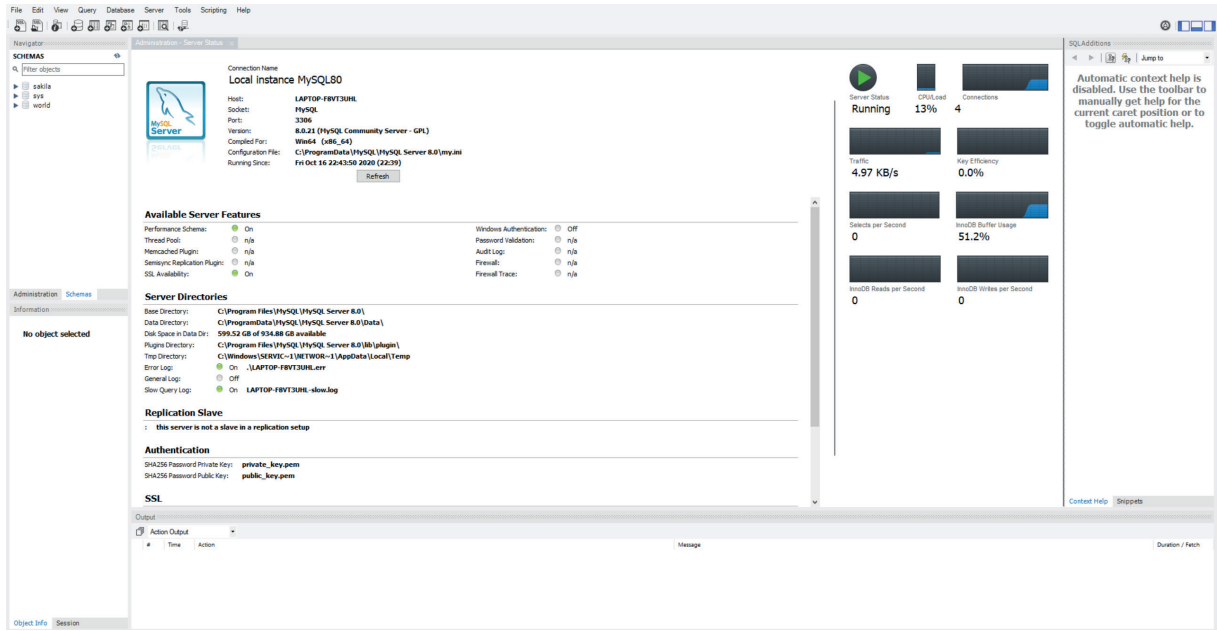 File Edit View Query Database Server Tools Scripting Help
Navigator
SCHEMAS
Filter objects
sakila
sys
world
Administration Schemas
Information
No object selected
Object Info Session
Administration - Server Status
MySQL
Server
Connection Name
Local instance MySQL80
Host: LAPTOP-F8VT3UHL
Socket: MySQL
Port: 3306
Version: 8.0.21 (MySQL Community Server - GPL)
Compiled For: Win64 (x86_64)
Configuration File: C:\ProgramData\MySQL\MySQL Server 8.0\my.ini
Running Since: Fri Oct 16 22:43:50 2020 (22:39)
Refresh
Available Server Features
Performance Schema: On Windows Authentication: Off
Thread Pool: n/a Password Validation: n/a
Memcached Plugin: n/a Audit Log: n/a
Semisync Replication Plugin: n/a Firewall: n/a
SSL Availability: On Firewall Trace: n/a
Server Directories
Base Directory: C:\Program Files\MySQL\MySQL Server 8.0\
Data Directory: C:\ProgramData\MySQL\MySQL Server 8.0\Data\
Disk Space in Data Dir: 599.52 GB of 934.88 GB available
Plugins Directory: C:\Program Files\MySQL\MySQL Server 8.0\lib\plugin\
Tmp Directory: C:\Windows\SERVIC~1\NETWOR~1\AppData\Local\Temp
Error Log: On .\LAPTOP-F8VT3UHL.err
General Log: Off
Slow Query Log: On LAPTOP-F8VT3UHL-slow.log
Replication Slave
: this server is not a slave in a replication setup
Authentication
SHA256 Password Private Key: private_key.pem
SHA256 Password Public Key: public_key.pem
SSL
Server Status CPU/Load Connections
Running 13% 4
Traffic Key Efficiency
4.97 KB/s 0.0%
Selects per Second InnoDB Buffer Usage
0 51.2%
InnoDB Reads per Second InnoDB Writes per Second
0 0
SQLAdditions
Jump to
Automatic context help is
disabled. Use the toolbar to
manually get help for the
current caret position or to
toggle automatic help.
Context Help Snippets
Output
Action Output
# Time Action Message Duration / Fetch